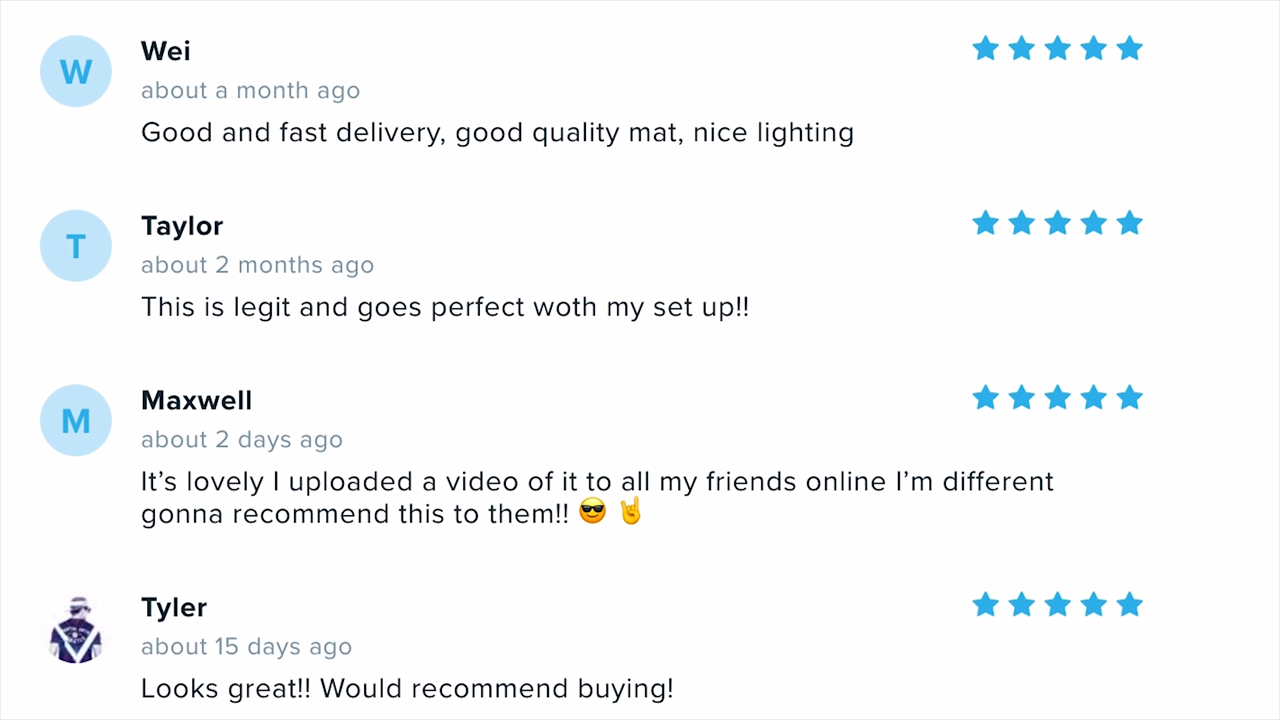 W
Wei
about a month ago
Good and fast delivery, good quality mat, nice lighting
T
Taylor
about 2 months ago
This is legit and goes perfect woth my set up!!
M
Maxwell
about 2 days ago
It's lovely I uploaded a video of it to all my friends online I'm different
gonna recommend this to them!! 😎 🤘
Tyler
about 15 days ago
Looks great!! Would recommend buying!